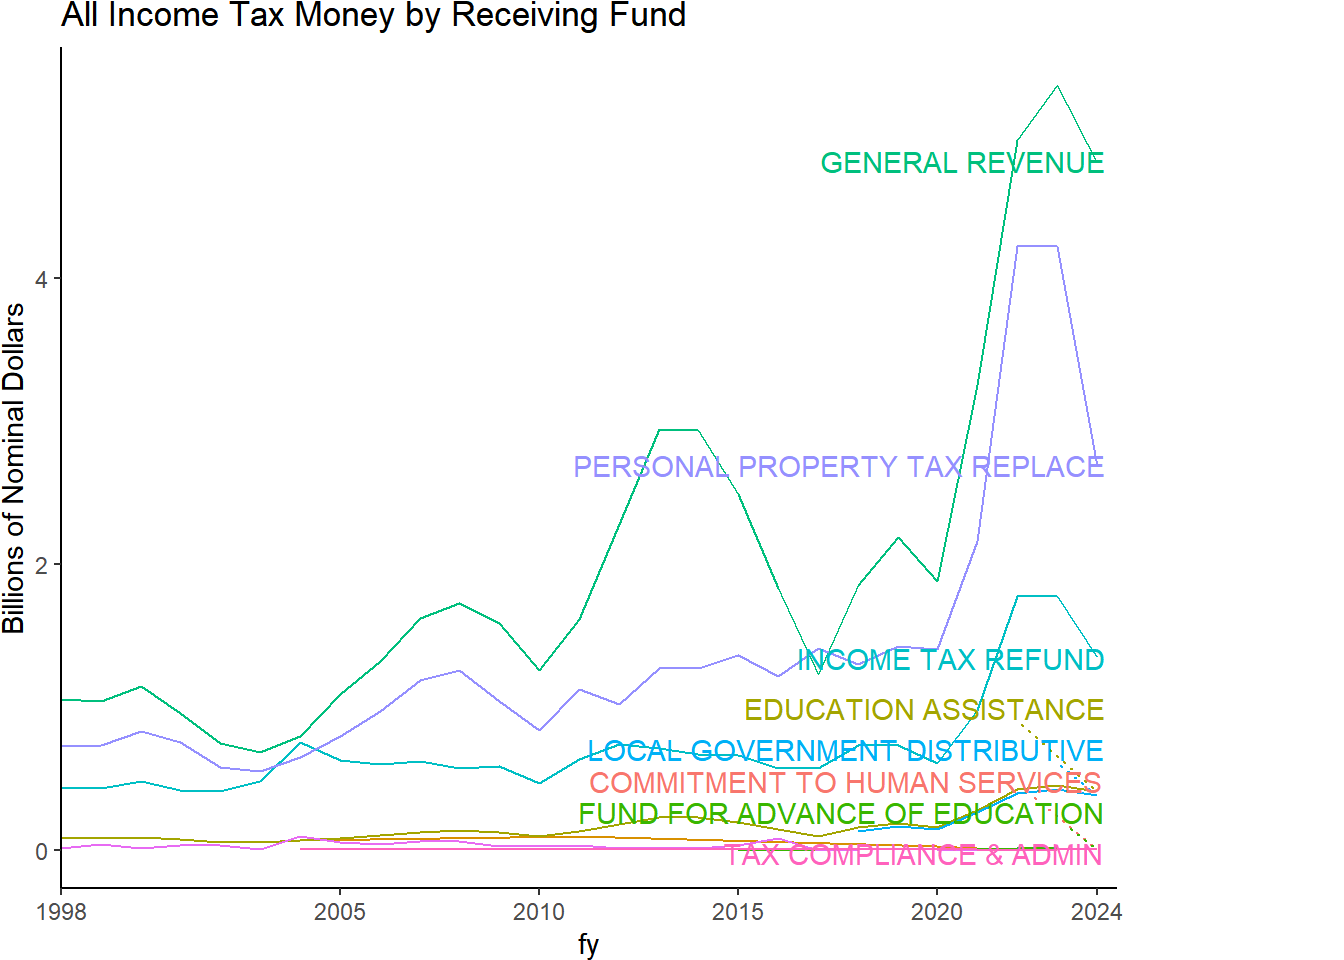 All Income Tax Money by Receiving Fund
Billions of Nominal Dollars
4
2
0
GENERAL REVENUE
PERSONAL PROPERTY TAX REPLACE
INCOME TAX REFUND
EDUCATION ASSISTANCE
LOCAL GOVERNMENT DISTRIBUTIVE
COMMITMENT TO HUMAN SERVICES
FUND FOR ADVANCE OF EDUCATION
TAX COMPLIANCE & ADMIN
1998 2005 2010 2015 2020 2024
fy